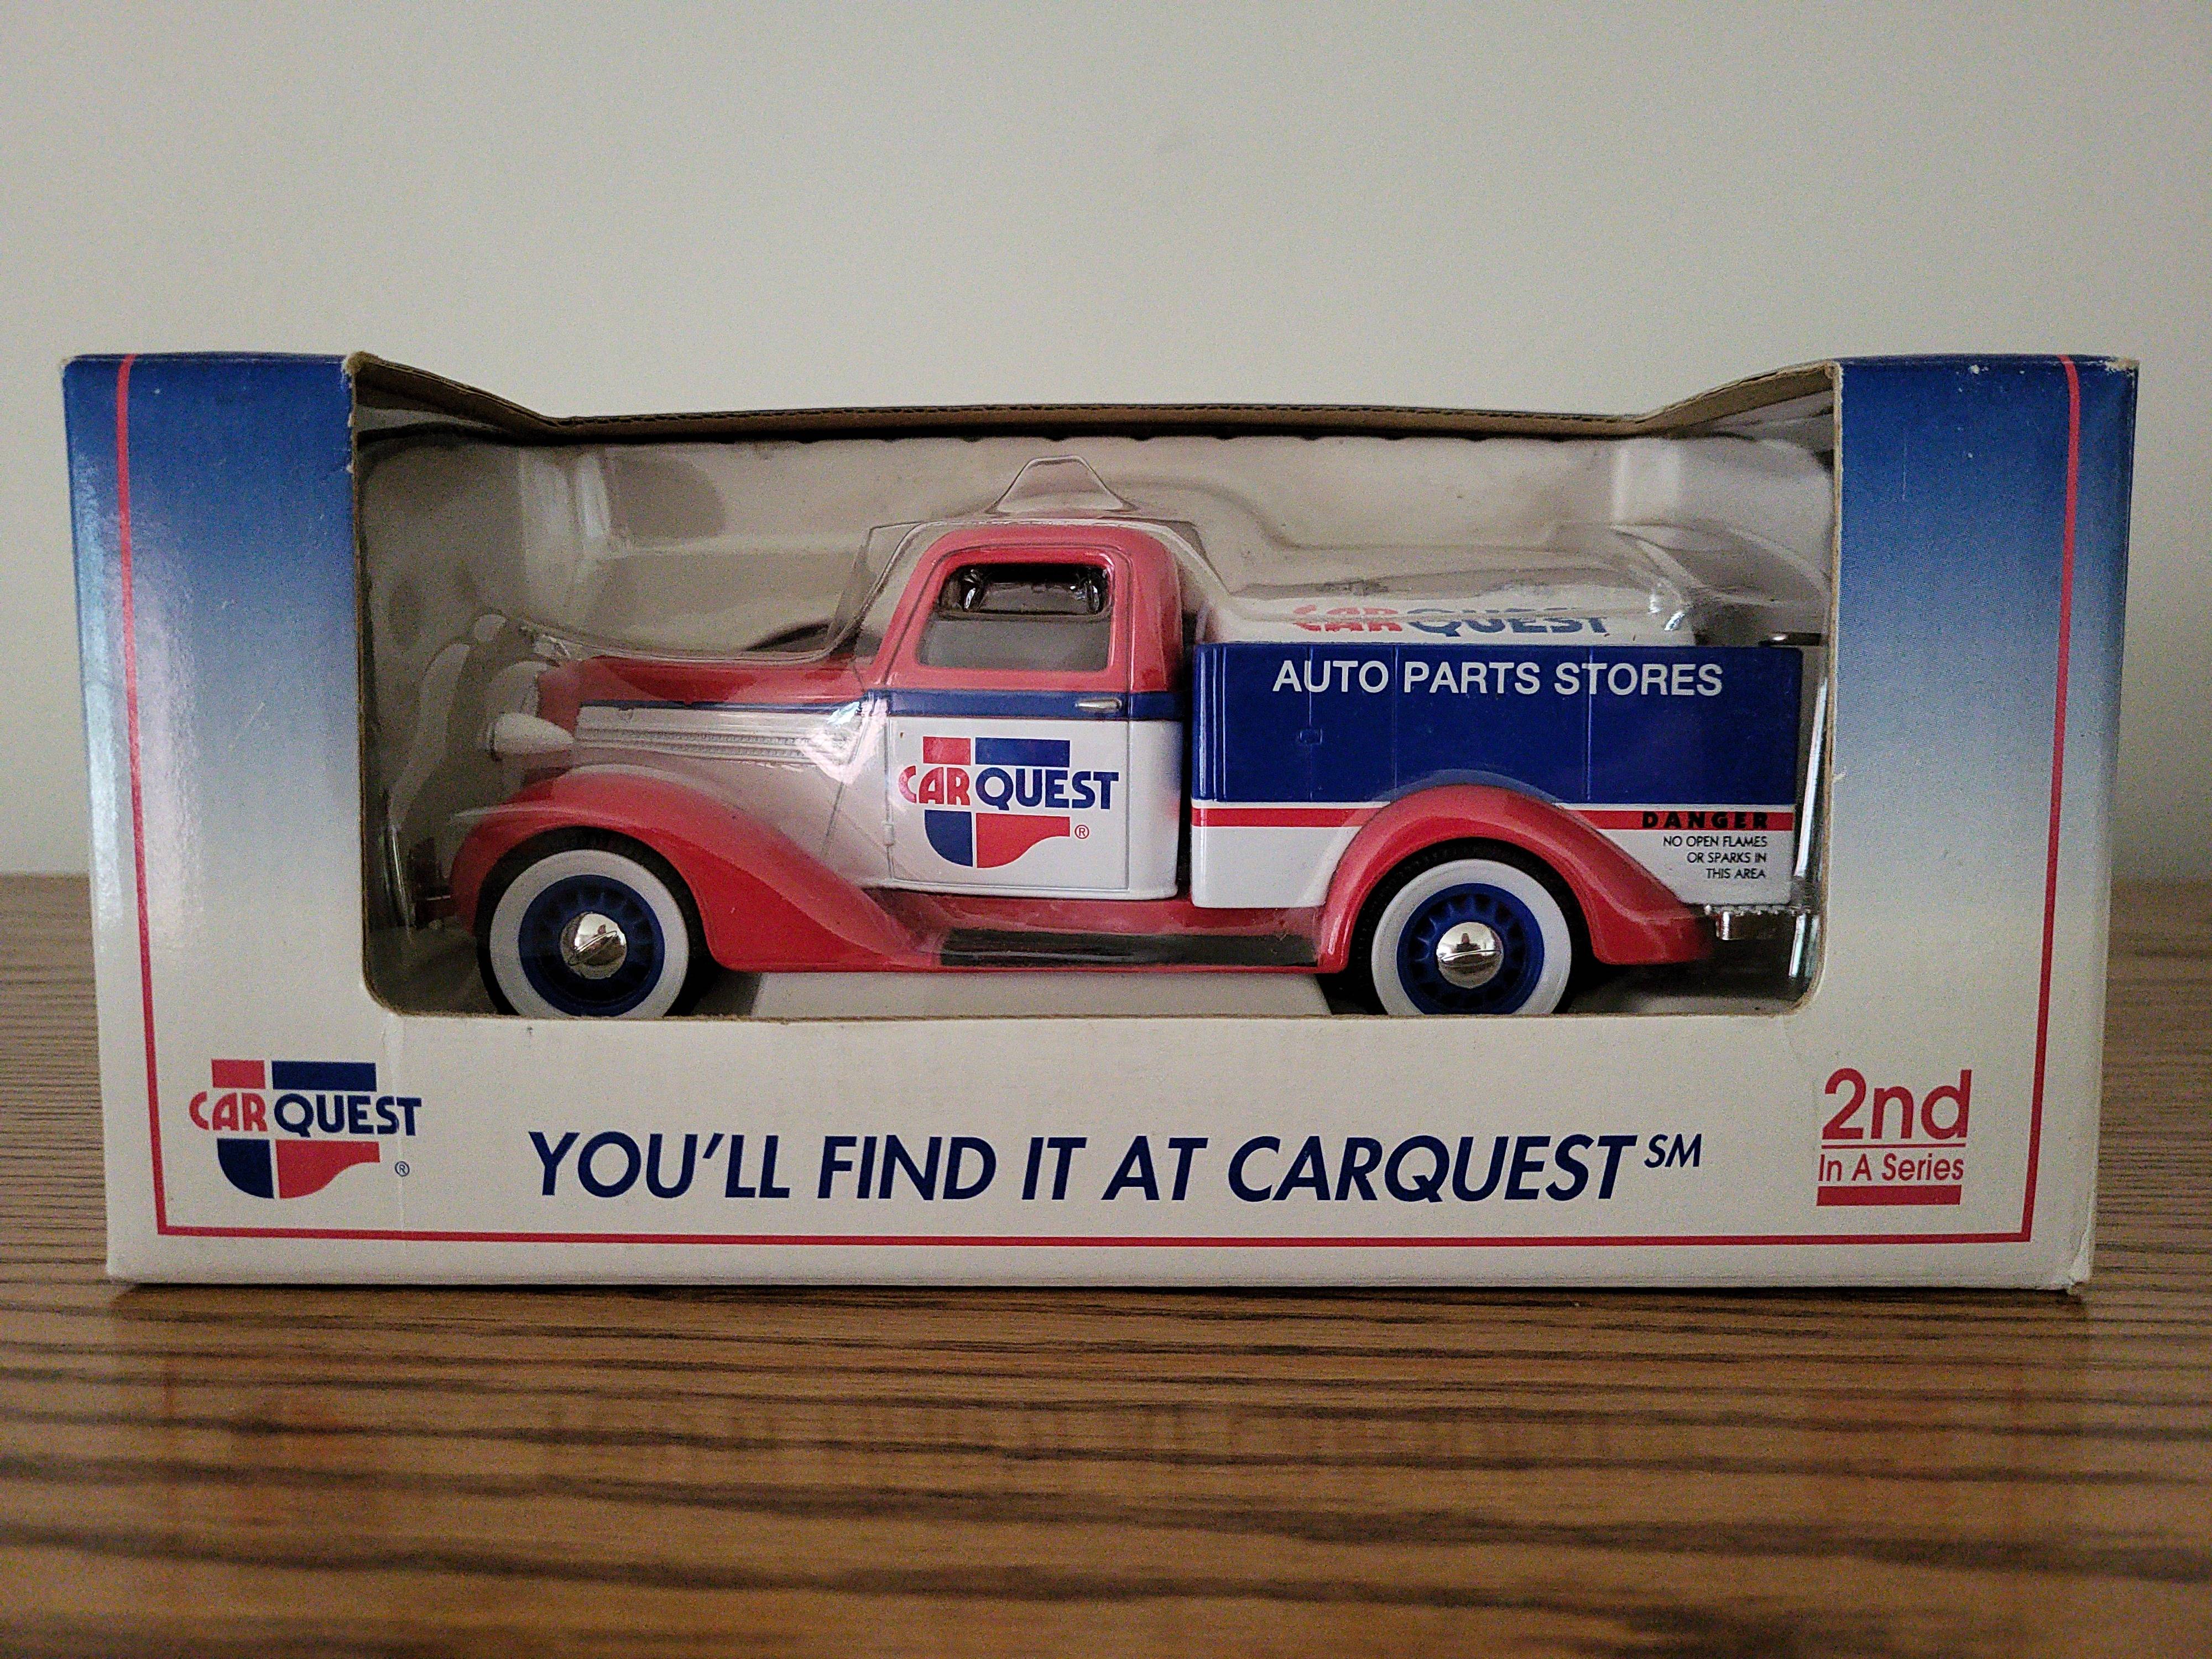 CARQUEST
AUTO PARTS STORES
CARQUEST
®
DANGER
NO OPEN FLAMES
OR SPARKS IN
THIS AREA
CARQUEST
®
YOU'LL FIND IT AT CARQUEST SM
2nd
In A Series